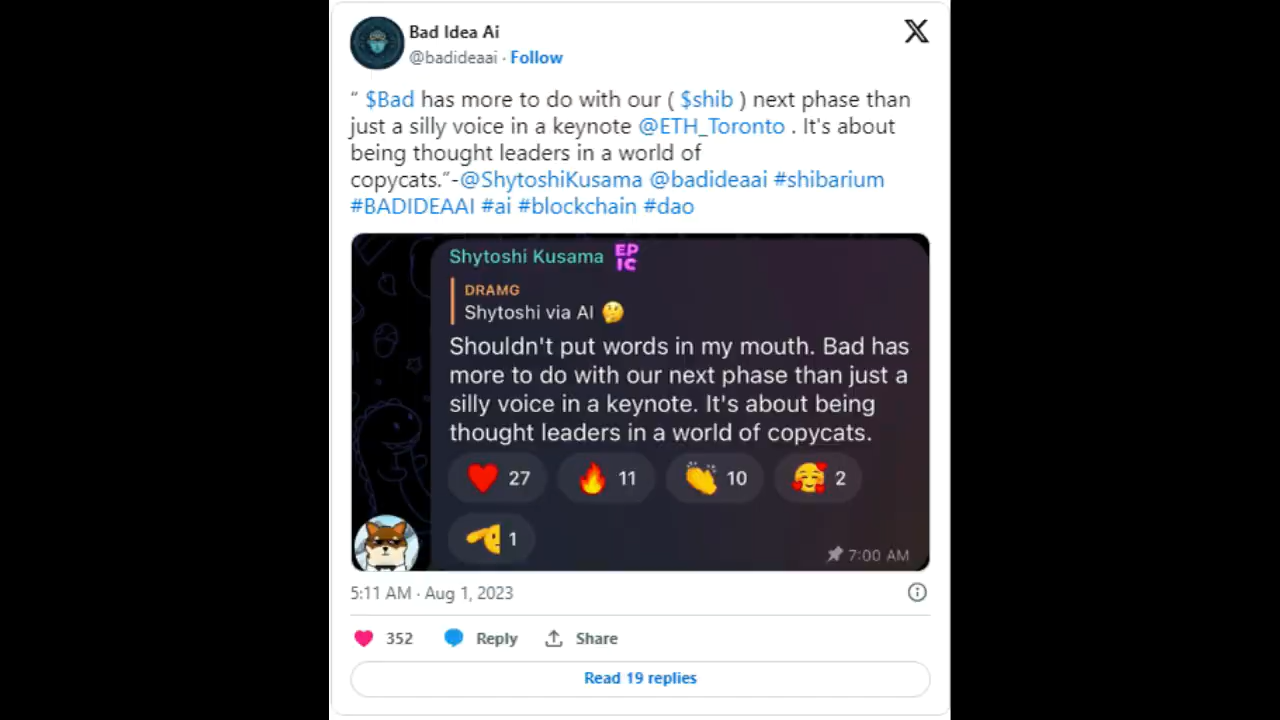 Bad Idea Ai
@badideaai · Follow
“ $Bad has more to do with our ( $shib ) next phase than
just a silly voice in a keynote @ETH_Toronto . It's about
being thought leaders in a world of
copycats.”-@ShytoshiKusama @badideaai #shibarium
#BADIDEAAI #ai #blockchain #dao
Shytoshi Kusama EPIC
DRAMG
Shytoshi via AI 🤔
Shouldn't put words in my mouth. Bad has
more to do with our next phase than just a
silly voice in a keynote. It's about being
thought leaders in a world of copycats.
27 11 10 2
1
7:00 AM
5:11 AM · Aug 1, 2023
352 Reply Share
Read 19 replies